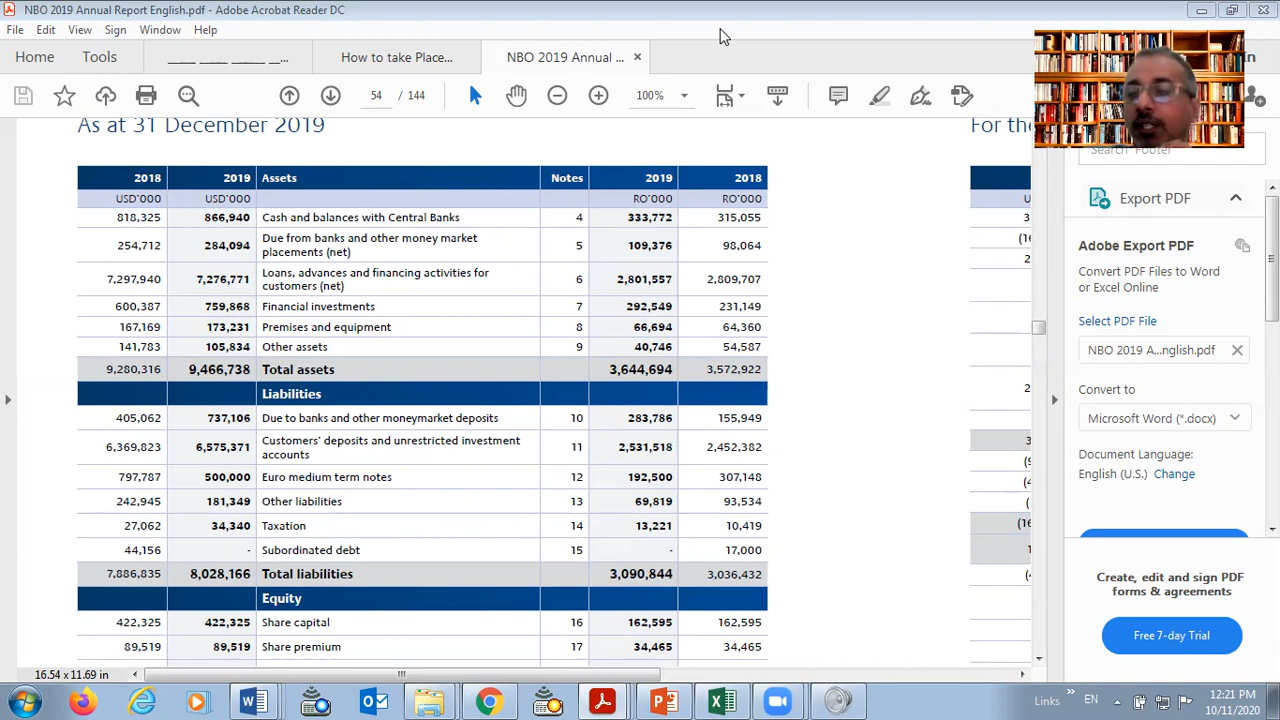 NBO 2019 Annual Report English.pdf - Adobe Acrobat Reader DC
File Edit View Sign Window Help
Home Tools How to take Place... NBO 2019 Annual ... × In
54 / 144 100%
Search 'Footer'
As at 31 December 2019 For the
2018 2019 Assets Notes 2019 2018
USD'000 USD'000 RO'000 RO'000
818,325 866,940 Cash and balances with Central Banks 4 333,772 315,055
254,712 284,094 Due from banks and other money market placements (net) 5 109,376 98,064
7,297,940 7,276,771 Loans, advances and financing activities for customers (net) 6 2,801,557 2,809,707
600,387 759,868 Financial investments 7 292,549 231,149
167,169 173,231 Premises and equipment 8 66,694 64,360
141,783 105,834 Other assets 9 40,746 54,587
9,280,316 9,466,738 Total assets 3,644,694 3,572,922
Liabilities
405,062 737,106 Due to banks and other moneymarket deposits 10 283,786 155,949
6,369,823 6,575,371 Customers' deposits and unrestricted investment accounts 11 2,531,518 2,452,382
797,787 500,000 Euro medium term notes 12 192,500 307,148
242,945 181,349 Other liabilities 13 69,819 93,534
27,062 34,340 Taxation 14 13,221 10,419
44,156 - Subordinated debt 15 - 17,000
7,886,835 8,028,166 Total liabilities 3,090,844 3,036,432
Equity
422,325 422,325 Share capital 16 162,595 162,595
89,519 89,519 Share premium 17 34,465 34,465
Export PDF
Adobe Export PDF
Convert PDF Files to Word
or Excel Online
Select PDF File
NBO 2019 A...nglish.pdf
Convert to
Microsoft Word (*.docx)
Document Language:
English (U.S.) Change
Create, edit and sign PDF
forms & agreements
Free 7-day Trial
16.54 x 11.69 in
Links » EN 12:21 PM
10/11/2020